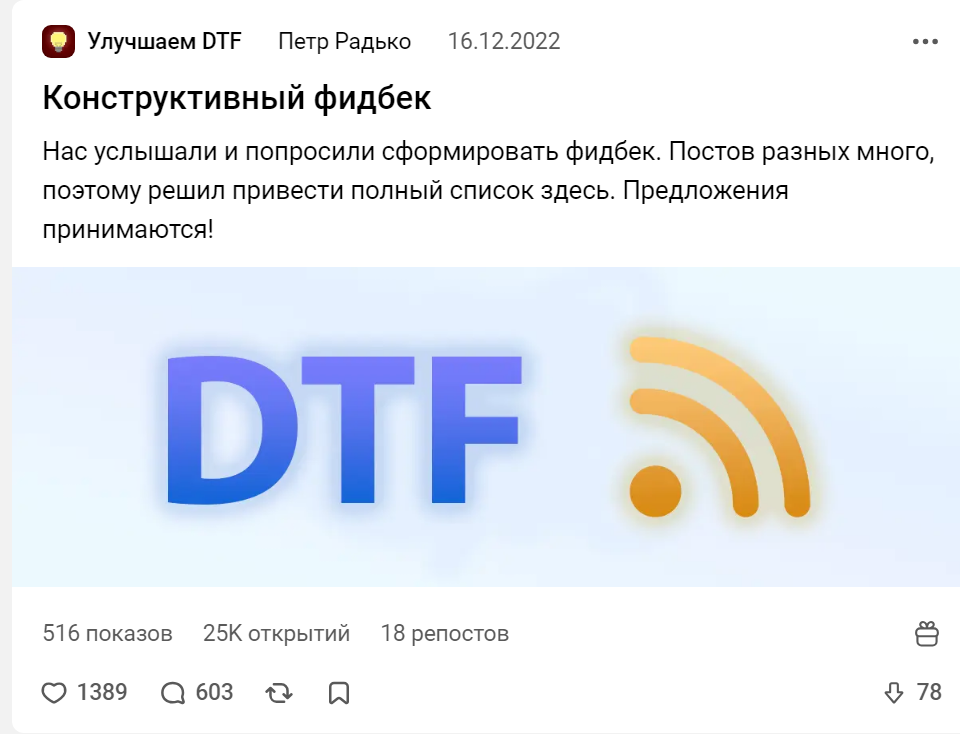 Улучшаем DTF Петр Радько 16.12.2022
Конструктивный фидбек
Нас услышали и попросили сформировать фидбек. Постов разных много,
поэтому решил привести полный список здесь. Предложения
принимаются!
DTF
516 показов 25K открытий 18 репостов
1389 603 78